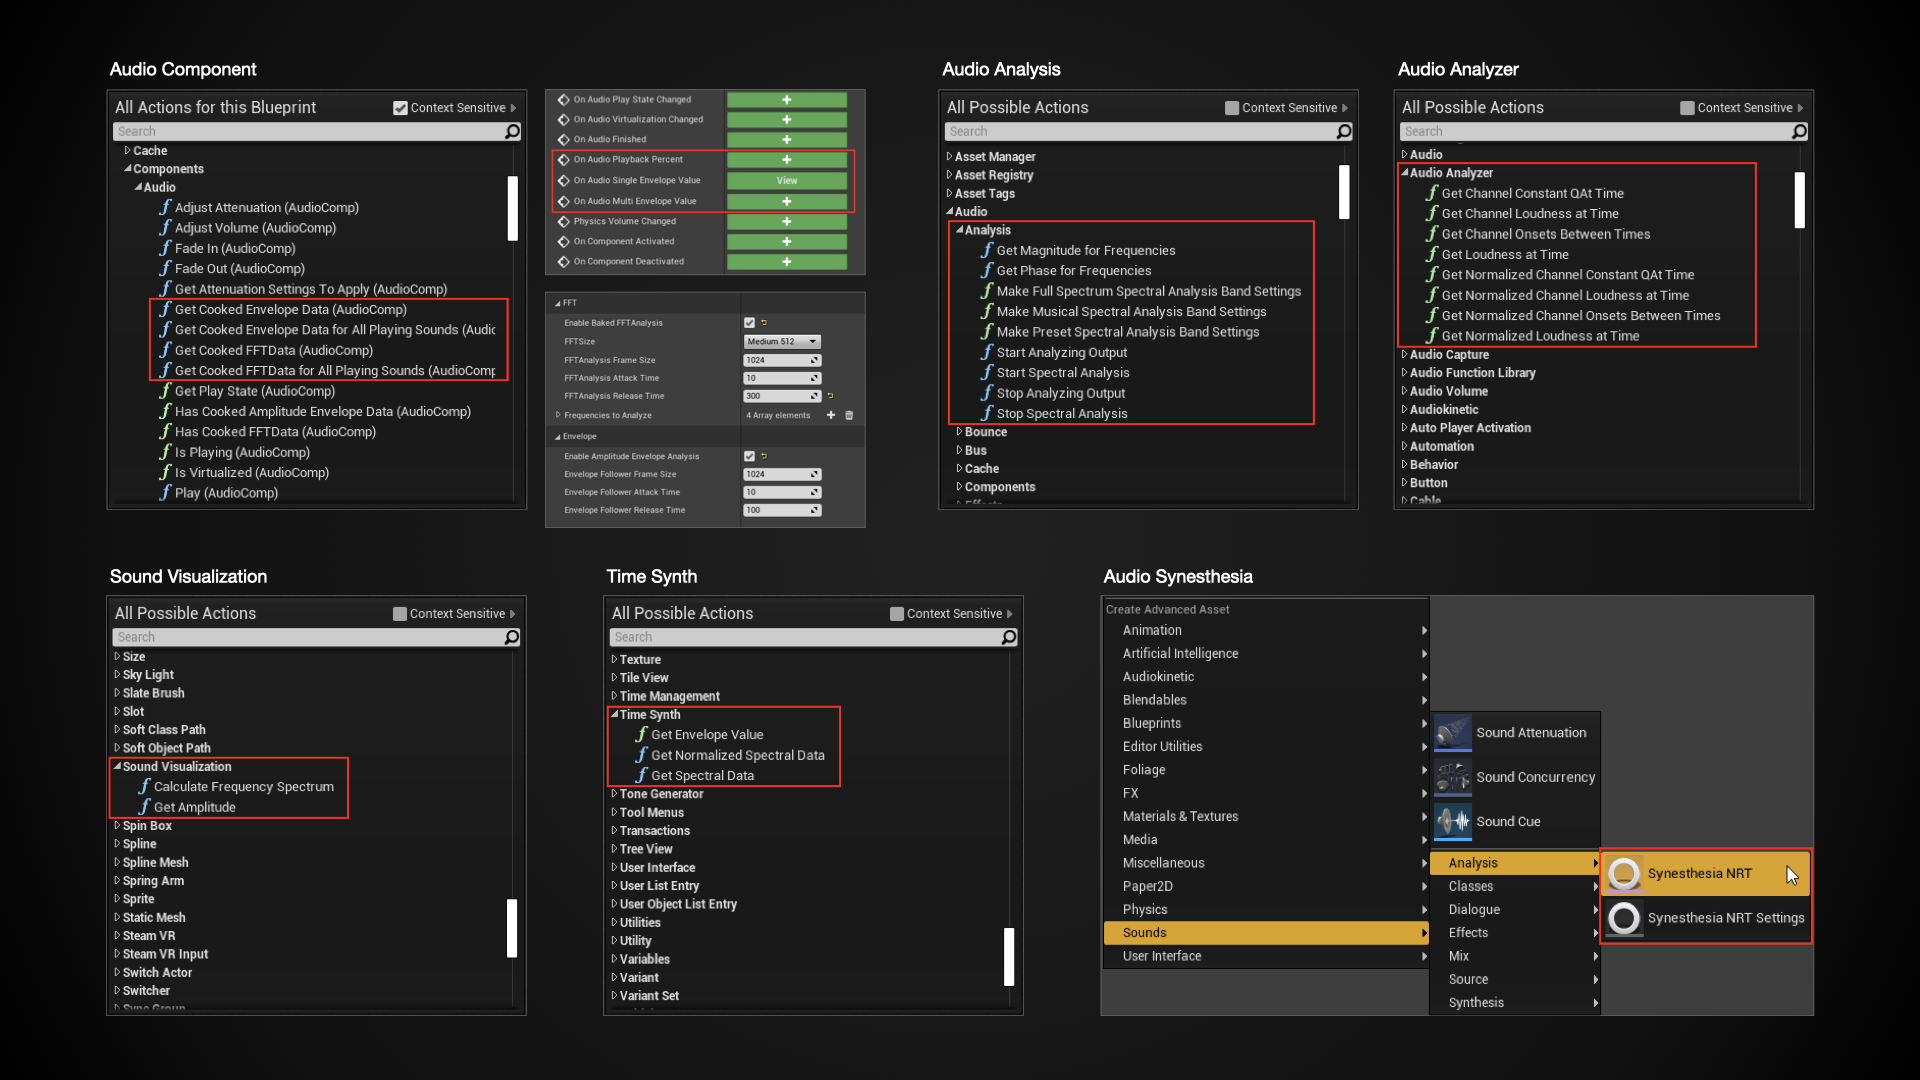 Audio Component
All Actions for this Blueprint
Context Sensitive
Search
Cache
Components
Audio
Adjust Attenuation (AudioComp)
Adjust Volume (AudioComp)
Fade In (AudioComp)
Fade Out (AudioComp)
Get Attenuation Settings To Apply (AudioComp)
Get Cooked Envelope Data (AudioComp)
Get Cooked Envelope Data for All Playing Sounds (Audic
Get Cooked FFTData (AudioComp)
Get Cooked FFTData for All Playing Sounds (AudioComp
Get Play State (AudioComp)
Has Cooked Amplitude Envelope Data (AudioComp)
Has Cooked FFTData (AudioComp)
Is Playing (AudioComp)
Is Virtualized (AudioComp)
Play (AudioComp)
On Audio Play State Changed
On Audio Virtualization Changed
On Audio Finished
On Audio Playback Percent
On Audio Single Envelope Value View
On Audio Multi Envelope Value
Physics Volume Changed
On Component Activated
On Component Deactivated
FFT
Enable Baked FFTAnalysis
FFTSize Medium 512
FFTAnalysis Frame Size 1024
FFTAnalysis Attack Time 10
FFTAnalysis Release Time 300
Frequencies to Analyze 4 Array elements
Envelope
Enable Amplitude Envelope Analysis
Envelope Follower Frame Size 1024
Envelope Follower Attack Time 10
Envelope Follower Release Time 100
Audio Analysis
All Possible Actions
Context Sensitive
Search
Asset Manager
Asset Registry
Asset Tags
Audio
Analysis
Get Magnitude for Frequencies
Get Phase for Frequencies
Make Full Spectrum Spectral Analysis Band Settings
Make Musical Spectral Analysis Band Settings
Make Preset Spectral Analysis Band Settings
Start Analyzing Output
Start Spectral Analysis
Stop Analyzing Output
Stop Spectral Analysis
Bounce
Bus
Cache
Components
Effects
Audio Analyzer
All Possible Actions
Context Sensitive
Search
Audio
Audio Analyzer
Get Channel Constant QAt Time
Get Channel Loudness at Time
Get Channel Onsets Between Times
Get Loudness at Time
Get Normalized Channel Constant QAt Time
Get Normalized Channel Loudness at Time
Get Normalized Channel Onsets Between Times
Get Normalized Loudness at Time
Audio Capture
Audio Function Library
Audio Volume
Audiokinetic
Auto Player Activation
Automation
Behavior
Button
Cable
Sound Visualization
All Possible Actions
Context Sensitive
Search
Size
Sky Light
Slate Brush
Slot
Soft Class Path
Soft Object Path
Sound Visualization
Calculate Frequency Spectrum
Get Amplitude
Spin Box
Spline
Spline Mesh
Spring Arm
Sprite
Static Mesh
Steam VR
Steam VR Input
Switch Actor
Switcher
Sync Group
Time Synth
All Possible Actions
Context Sensitive
Search
Texture
Tile View
Time Management
Time Synth
Get Envelope Value
Get Normalized Spectral Data
Get Spectral Data
Tone Generator
Tool Menus
Transactions
Tree View
User Interface
User List Entry
User Object List Entry
Utilities
Utility
Variables
Variant
Variant Set
Audio Synesthesia
Create Advanced Asset
Animation
Artificial Intelligence
Audiokinetic
Blendables
Blueprints
Editor Utilities
Foliage
FX
Materials & Textures
Media
Miscellaneous
Paper2D
Physics
Sounds
User Interface
Sound Attenuation
Sound Concurrency
Sound Cue
Analysis
Classes
Dialogue
Effects
Mix
Source
Synthesis
Synesthesia NRT
Synesthesia NRT Settings